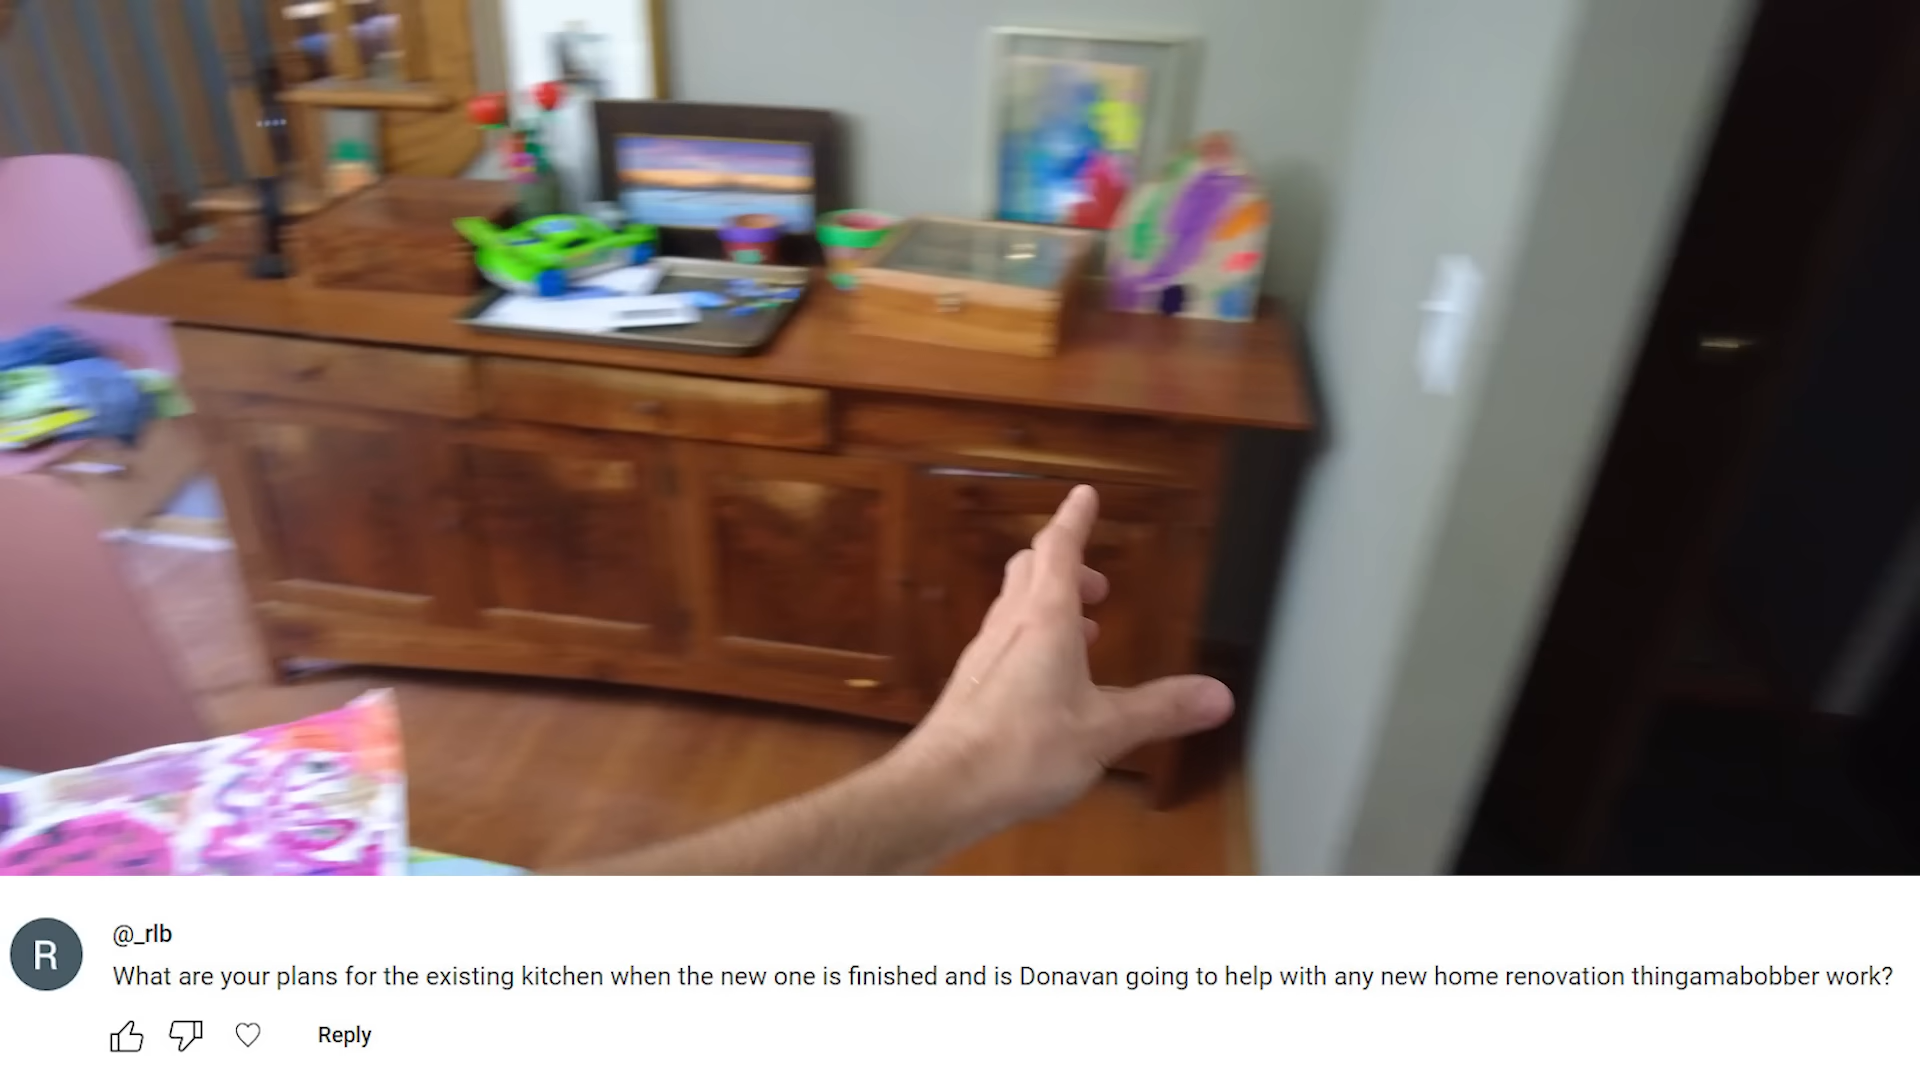 R
@_rlb
What are your plans for the existing kitchen when the new one is finished and is Donavan going to help with any new home renovation thingamabobber work?
Reply